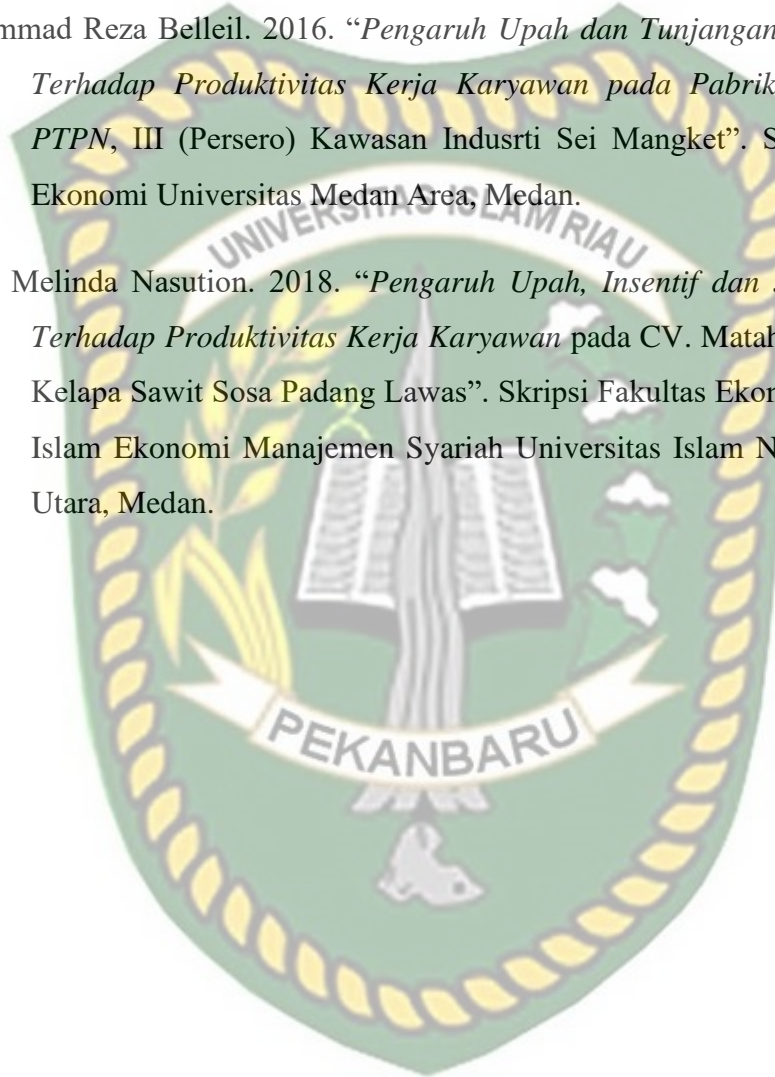 mmad Reza Belleil. 2016. “Pengaruh Upah dan Tunjangan
Terhadap Produktivitas Kerja Karyawan pada Pabrik
PTPN, III (Persero) Kawasan Indusrti Sei Mangket”. S
Ekonomi Universitas Medan Area, Medan.
UNIVERSITAS ISLAM RIAU
Melinda Nasution. 2018. “Pengaruh Upah, Insentif dan
Terhadap Produktivitas Kerja Karyawan pada CV. Matah
Kelapa Sawit Sosa Padang Lawas”. Skripsi Fakultas Ekon
Islam Ekonomi Manajemen Syariah Universitas Islam N
Utara, Medan.
PEKANBARU